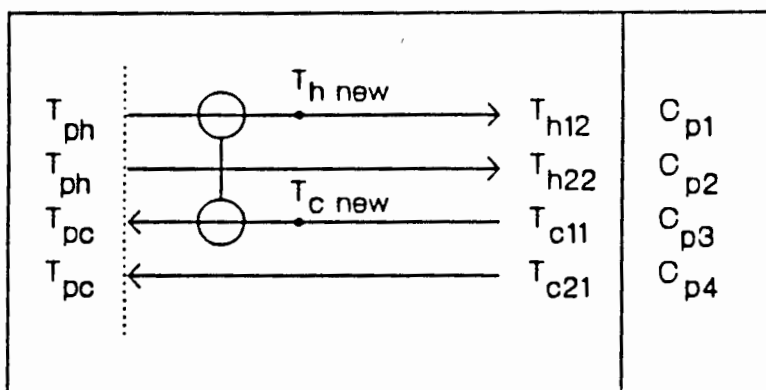 T_h new
T_ph T_h12 C_p1
T_ph T_h22 C_p2
T_c new
T_pc T_c11 C_p3
T_pc T_c21 C_p4